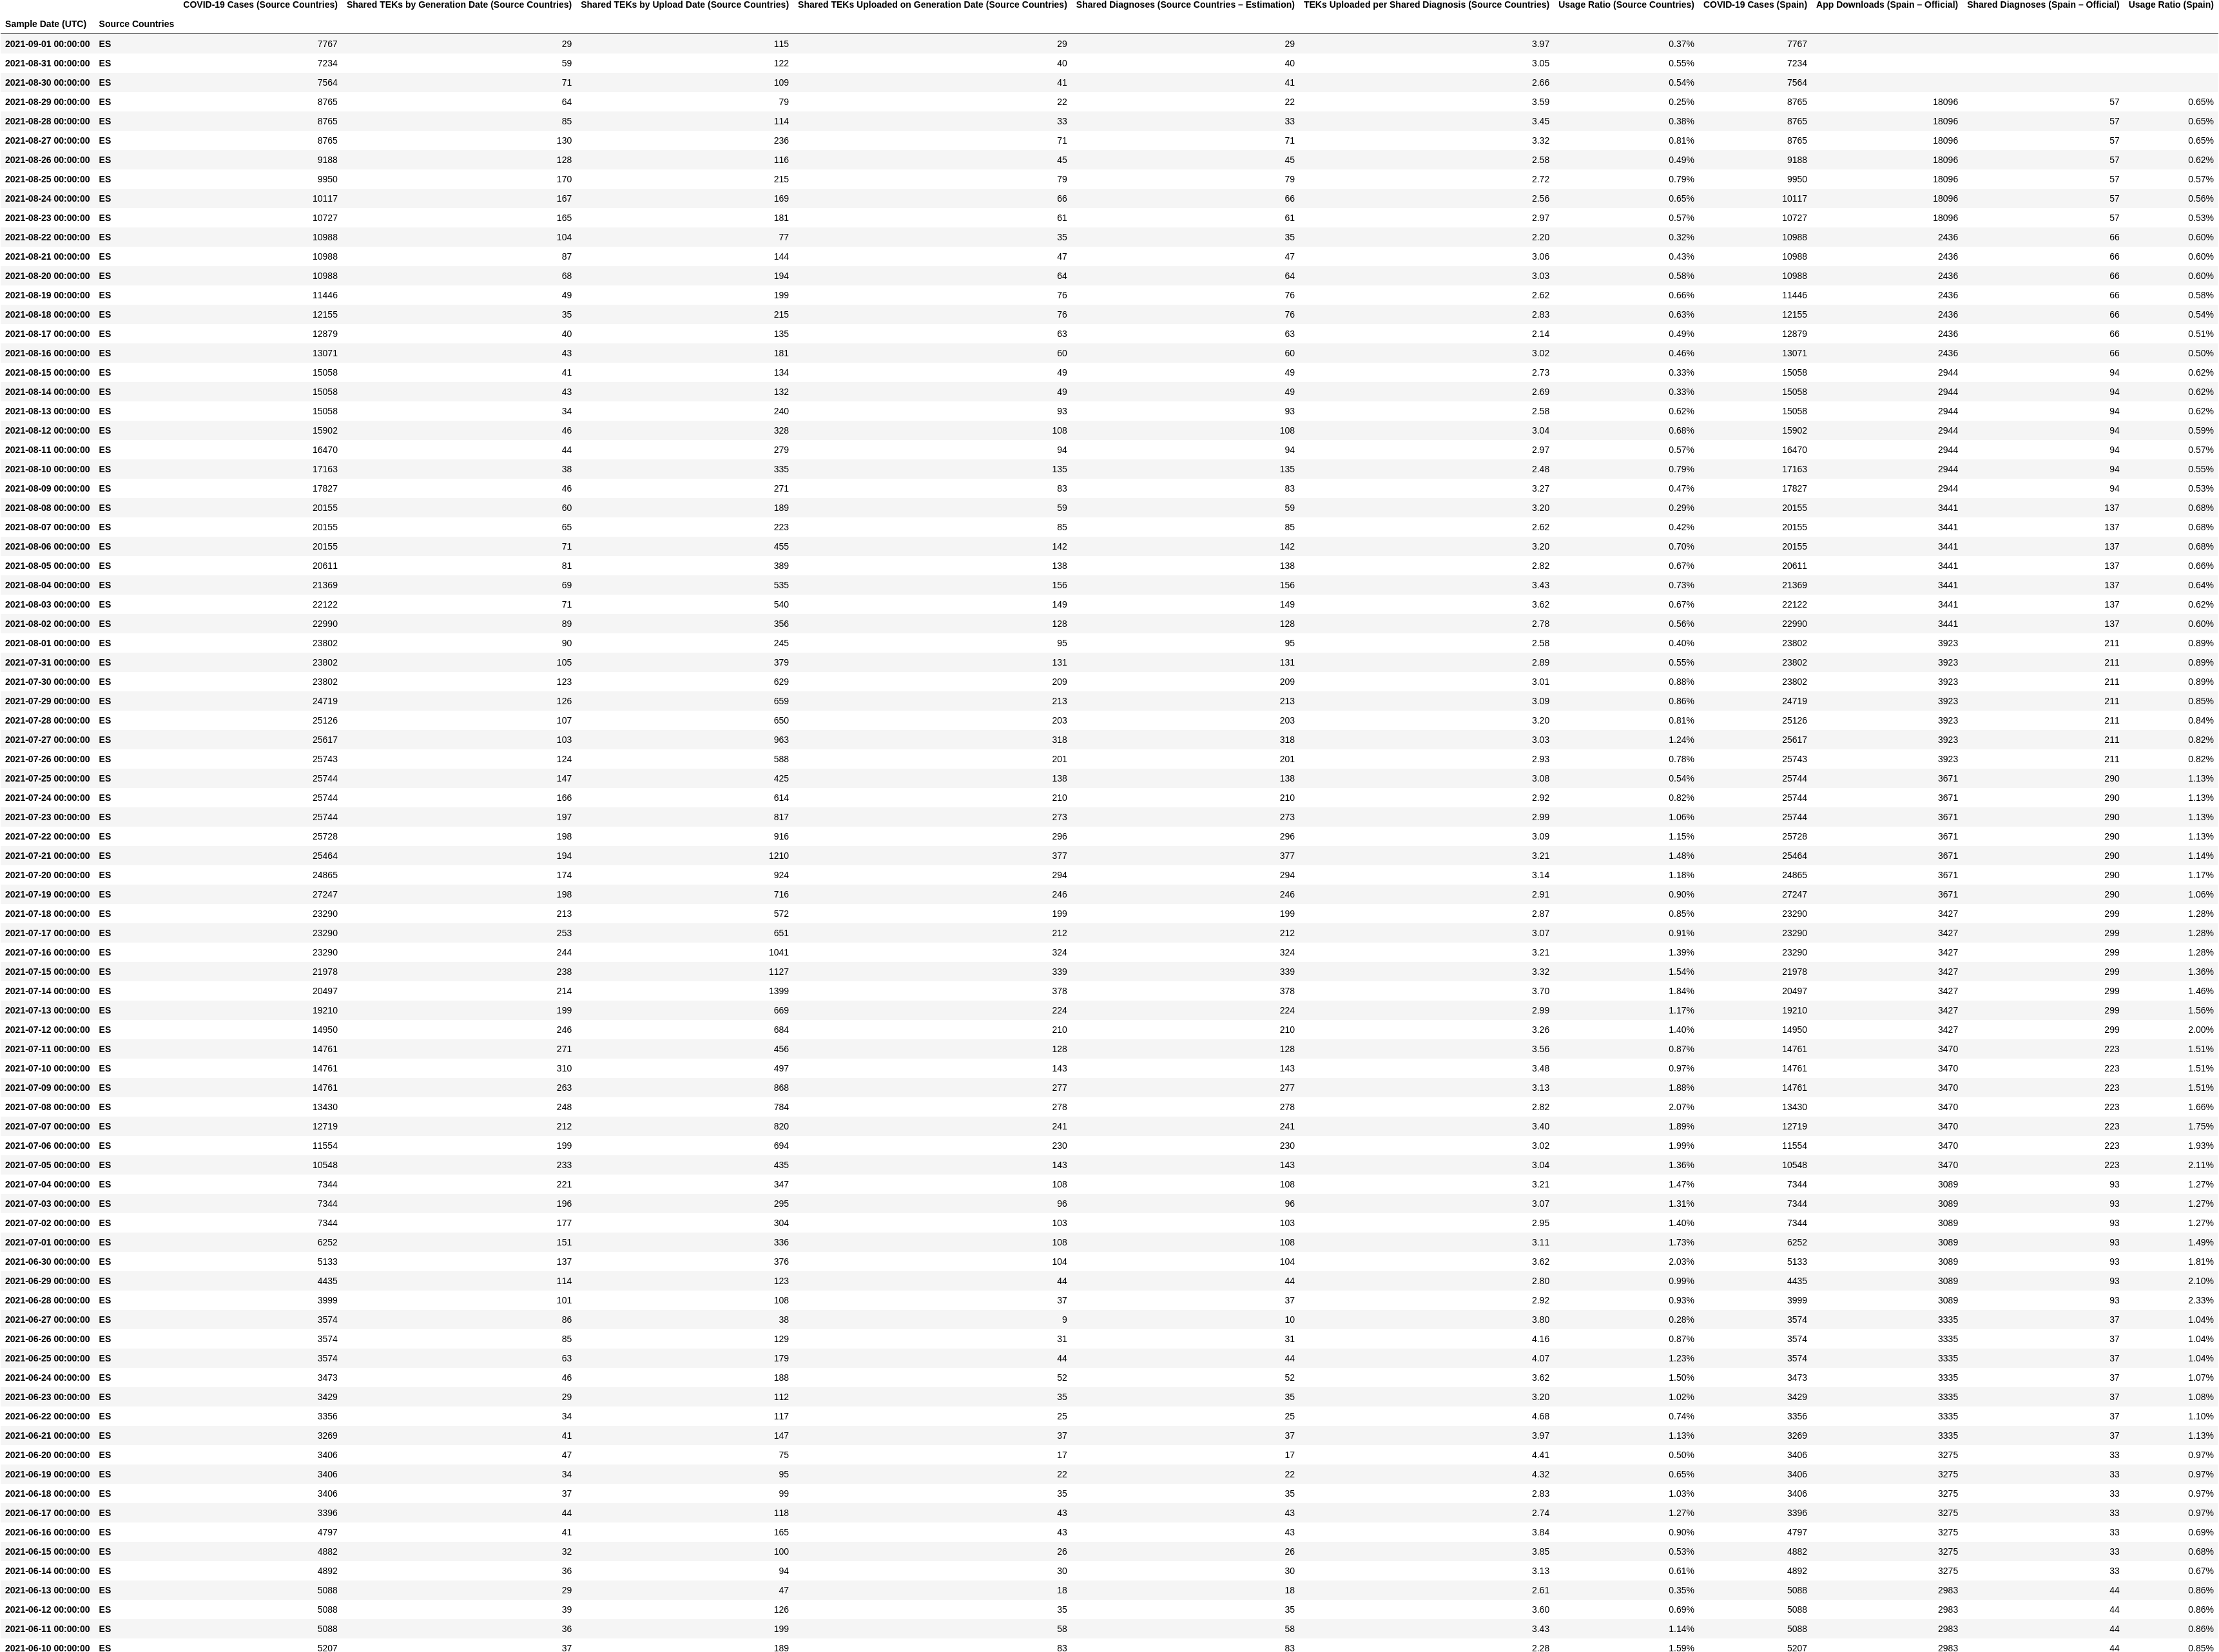 COVID-19 Cases (Source Countries) Shared TEKs by Generation Date (Source Countries) Shared TEKs by Upload Date (Source Countries) Shared TEKs Uploaded on Generation Date (Source Countries) Shared Diagnoses (Source Countries – Estimation) TEKs Uploaded per Shared Diagnosis (Source Countries) Usage Ratio (Source Countries) COVID-19 Cases (Spain) App Downloads (Spain – Official) Shared Diagnoses (Spain – Official) Usage Ratio (Spain)
Sample Date (UTC) Source Countries
2021-09-01 00:00:00 ES 7767 29 115 29 29 3.97 0.37% 7767
2021-08-31 00:00:00 ES 7234 59 122 40 40 3.05 0.55% 7234
2021-08-30 00:00:00 ES 7564 71 109 41 41 2.66 0.54% 7564
2021-08-29 00:00:00 ES 8765 64 79 22 22 3.59 0.25% 8765 18096 57 0.65%
2021-08-28 00:00:00 ES 8765 85 114 33 33 3.45 0.38% 8765 18096 57 0.65%
2021-08-27 00:00:00 ES 8765 130 236 71 71 3.32 0.81% 8765 18096 57 0.65%
2021-08-26 00:00:00 ES 9188 128 116 45 45 2.58 0.49% 9188 18096 57 0.62%
2021-08-25 00:00:00 ES 9950 170 215 79 79 2.72 0.79% 9950 18096 57 0.57%
2021-08-24 00:00:00 ES 10117 167 169 66 66 2.56 0.65% 10117 18096 57 0.56%
2021-08-23 00:00:00 ES 10727 165 181 61 61 2.97 0.57% 10727 18096 57 0.53%
2021-08-22 00:00:00 ES 10988 104 77 35 35 2.20 0.32% 10988 2436 66 0.60%
2021-08-21 00:00:00 ES 10988 87 144 47 47 3.06 0.43% 10988 2436 66 0.60%
2021-08-20 00:00:00 ES 10988 68 194 64 64 3.03 0.58% 10988 2436 66 0.60%
2021-08-19 00:00:00 ES 11446 49 199 76 76 2.62 0.66% 11446 2436 66 0.58%
2021-08-18 00:00:00 ES 12155 35 215 76 76 2.83 0.63% 12155 2436 66 0.54%
2021-08-17 00:00:00 ES 12879 40 135 63 63 2.14 0.49% 12879 2436 66 0.51%
2021-08-16 00:00:00 ES 13071 43 181 60 60 3.02 0.46% 13071 2436 66 0.50%
2021-08-15 00:00:00 ES 15058 41 134 49 49 2.73 0.33% 15058 2944 94 0.62%
2021-08-14 00:00:00 ES 15058 43 132 49 49 2.69 0.33% 15058 2944 94 0.62%
2021-08-13 00:00:00 ES 15058 34 240 93 93 2.58 0.62% 15058 2944 94 0.62%
2021-08-12 00:00:00 ES 15902 46 328 108 108 3.04 0.68% 15902 2944 94 0.59%
2021-08-11 00:00:00 ES 16470 44 279 94 94 2.97 0.57% 16470 2944 94 0.57%
2021-08-10 00:00:00 ES 17163 38 335 135 135 2.48 0.79% 17163 2944 94 0.55%
2021-08-09 00:00:00 ES 17827 46 271 83 83 3.27 0.47% 17827 2944 94 0.53%
2021-08-08 00:00:00 ES 20155 60 189 59 59 3.20 0.29% 20155 3441 137 0.68%
2021-08-07 00:00:00 ES 20155 65 223 85 85 2.62 0.42% 20155 3441 137 0.68%
2021-08-06 00:00:00 ES 20155 71 455 142 142 3.20 0.70% 20155 3441 137 0.68%
2021-08-05 00:00:00 ES 20611 81 389 138 138 2.82 0.67% 20611 3441 137 0.66%
2021-08-04 00:00:00 ES 21369 69 535 156 156 3.43 0.73% 21369 3441 137 0.64%
2021-08-03 00:00:00 ES 22122 71 540 149 149 3.62 0.67% 22122 3441 137 0.62%
2021-08-02 00:00:00 ES 22990 89 356 128 128 2.78 0.56% 22990 3441 137 0.60%
2021-08-01 00:00:00 ES 23802 90 245 95 95 2.58 0.40% 23802 3923 211 0.89%
2021-07-31 00:00:00 ES 23802 105 379 131 131 2.89 0.55% 23802 3923 211 0.89%
2021-07-30 00:00:00 ES 23802 123 629 209 209 3.01 0.88% 23802 3923 211 0.89%
2021-07-29 00:00:00 ES 24719 126 659 213 213 3.09 0.86% 24719 3923 211 0.85%
2021-07-28 00:00:00 ES 25126 107 650 203 203 3.20 0.81% 25126 3923 211 0.84%
2021-07-27 00:00:00 ES 25617 103 963 318 318 3.03 1.24% 25617 3923 211 0.82%
2021-07-26 00:00:00 ES 25743 124 588 201 201 2.93 0.78% 25743 3923 211 0.82%
2021-07-25 00:00:00 ES 25744 147 425 138 138 3.08 0.54% 25744 3671 290 1.13%
2021-07-24 00:00:00 ES 25744 166 614 210 210 2.92 0.82% 25744 3671 290 1.13%
2021-07-23 00:00:00 ES 25744 197 817 273 273 2.99 1.06% 25744 3671 290 1.13%
2021-07-22 00:00:00 ES 25728 198 916 296 296 3.09 1.15% 25728 3671 290 1.13%
2021-07-21 00:00:00 ES 25464 194 1210 377 377 3.21 1.48% 25464 3671 290 1.14%
2021-07-20 00:00:00 ES 24865 174 924 294 294 3.14 1.18% 24865 3671 290 1.17%
2021-07-19 00:00:00 ES 27247 198 716 246 246 2.91 0.90% 27247 3671 290 1.06%
2021-07-18 00:00:00 ES 23290 213 572 199 199 2.87 0.85% 23290 3427 299 1.28%
2021-07-17 00:00:00 ES 23290 253 651 212 212 3.07 0.91% 23290 3427 299 1.28%
2021-07-16 00:00:00 ES 23290 244 1041 324 324 3.21 1.39% 23290 3427 299 1.28%
2021-07-15 00:00:00 ES 21978 238 1127 339 339 3.32 1.54% 21978 3427 299 1.36%
2021-07-14 00:00:00 ES 20497 214 1399 378 378 3.70 1.84% 20497 3427 299 1.46%
2021-07-13 00:00:00 ES 19210 199 669 224 224 2.99 1.17% 19210 3427 299 1.56%
2021-07-12 00:00:00 ES 14950 246 684 210 210 3.26 1.40% 14950 3427 299 2.00%
2021-07-11 00:00:00 ES 14761 271 456 128 128 3.56 0.87% 14761 3470 223 1.51%
2021-07-10 00:00:00 ES 14761 310 497 143 143 3.48 0.97% 14761 3470 223 1.51%
2021-07-09 00:00:00 ES 14761 263 868 277 277 3.13 1.88% 14761 3470 223 1.51%
2021-07-08 00:00:00 ES 13430 248 784 278 278 2.82 2.07% 13430 3470 223 1.66%
2021-07-07 00:00:00 ES 12719 212 820 241 241 3.40 1.89% 12719 3470 223 1.75%
2021-07-06 00:00:00 ES 11554 199 694 230 230 3.02 1.99% 11554 3470 223 1.93%
2021-07-05 00:00:00 ES 10548 233 435 143 143 3.04 1.36% 10548 3470 223 2.11%
2021-07-04 00:00:00 ES 7344 221 347 108 108 3.21 1.47% 7344 3089 93 1.27%
2021-07-03 00:00:00 ES 7344 196 295 96 96 3.07 1.31% 7344 3089 93 1.27%
2021-07-02 00:00:00 ES 7344 177 304 103 103 2.95 1.40% 7344 3089 93 1.27%
2021-07-01 00:00:00 ES 6252 151 336 108 108 3.11 1.73% 6252 3089 93 1.49%
2021-06-30 00:00:00 ES 5133 137 376 104 104 3.62 2.03% 5133 3089 93 1.81%
2021-06-29 00:00:00 ES 4435 114 123 44 44 2.80 0.99% 4435 3089 93 2.10%
2021-06-28 00:00:00 ES 3999 101 108 37 37 2.92 0.93% 3999 3089 93 2.33%
2021-06-27 00:00:00 ES 3574 86 38 9 10 3.80 0.28% 3574 3335 37 1.04%
2021-06-26 00:00:00 ES 3574 85 129 31 31 4.16 0.87% 3574 3335 37 1.04%
2021-06-25 00:00:00 ES 3574 63 179 44 44 4.07 1.23% 3574 3335 37 1.04%
2021-06-24 00:00:00 ES 3473 46 188 52 52 3.62 1.50% 3473 3335 37 1.07%
2021-06-23 00:00:00 ES 3429 29 112 35 35 3.20 1.02% 3429 3335 37 1.08%
2021-06-22 00:00:00 ES 3356 34 117 25 25 4.68 0.74% 3356 3335 37 1.10%
2021-06-21 00:00:00 ES 3269 41 147 37 37 3.97 1.13% 3269 3335 37 1.13%
2021-06-20 00:00:00 ES 3406 47 75 17 17 4.41 0.50% 3406 3275 33 0.97%
2021-06-19 00:00:00 ES 3406 34 95 22 22 4.32 0.65% 3406 3275 33 0.97%
2021-06-18 00:00:00 ES 3406 37 99 35 35 2.83 1.03% 3406 3275 33 0.97%
2021-06-17 00:00:00 ES 3396 44 118 43 43 2.74 1.27% 3396 3275 33 0.97%
2021-06-16 00:00:00 ES 4797 41 165 43 43 3.84 0.90% 4797 3275 33 0.69%
2021-06-15 00:00:00 ES 4882 32 100 26 26 3.85 0.53% 4882 3275 33 0.68%
2021-06-14 00:00:00 ES 4892 36 94 30 30 3.13 0.61% 4892 3275 33 0.67%
2021-06-13 00:00:00 ES 5088 29 47 18 18 2.61 0.35% 5088 2983 44 0.86%
2021-06-12 00:00:00 ES 5088 39 126 35 35 3.60 0.69% 5088 2983 44 0.86%
2021-06-11 00:00:00 ES 5088 36 199 58 58 3.43 1.14% 5088 2983 44 0.86%
2021-06-10 00:00:00 ES 5207 37 189 83 83 2.28 1.59% 5207 2983 44 0.85%